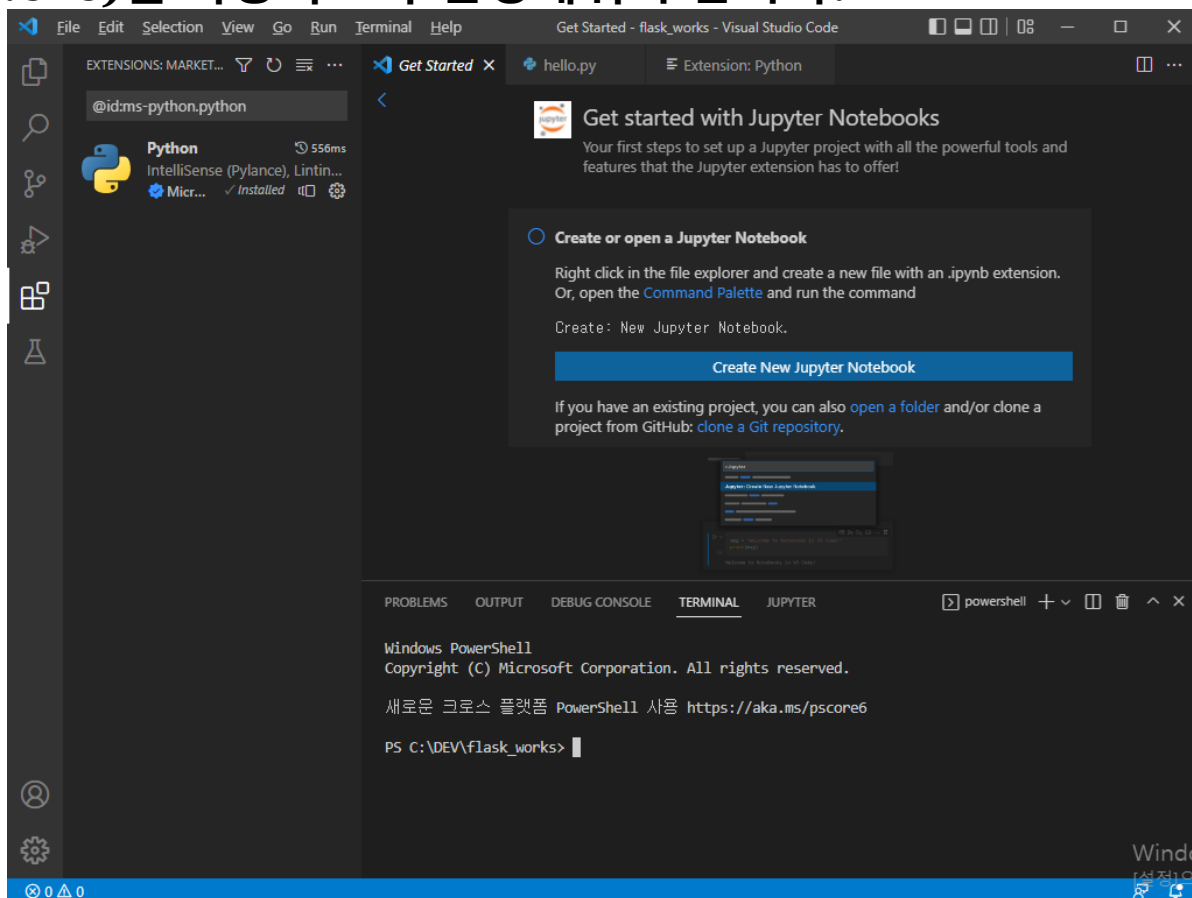 File Edit Selection View Go Run Terminal Help
Get Started - flask_works - Visual Studio Code
EXTENSIONS: MARKET...
@id:ms-python.python
Python 556ms
IntelliSense (Pylance), Lintin...
Micr... ✓ Installed
Get Started
hello.py
Extension: Python
jupyter
Get started with Jupyter Notebooks
Your first steps to set up a Jupyter project with all the powerful tools and
features that the Jupyter extension has to offer!
Create or open a Jupyter Notebook
Right click in the file explorer and create a new file with an .ipynb extension.
Or, open the Command Palette and run the command
Create: New Jupyter Notebook.
Create New Jupyter Notebook
If you have an existing project, you can also open a folder and/or clone a
project from GitHub: clone a Git repository.
PROBLEMS OUTPUT DEBUG CONSOLE TERMINAL JUPYTER
powershell
Windows PowerShell
Copyright (C) Microsoft Corporation. All rights reserved.
새로운 크로스 플랫폼 PowerShell 사용 https://aka.ms/pscore6
PS C:\DEV\flask_works>
0 0